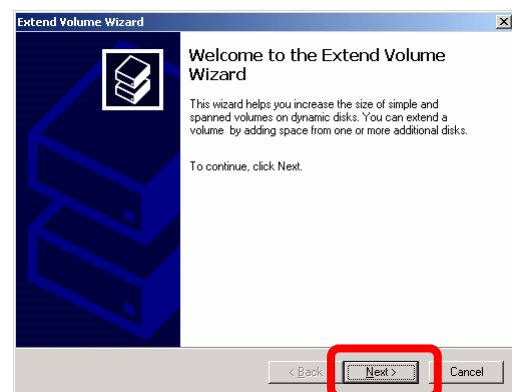 Extend Volume Wizard
Welcome to the Extend Volume
Wizard
This wizard helps you increase the size of simple and
spanned volumes on dynamic disks. You can extend a
volume by adding space from one or more additional disks.
To continue, click Next.
< Back Next > Cancel